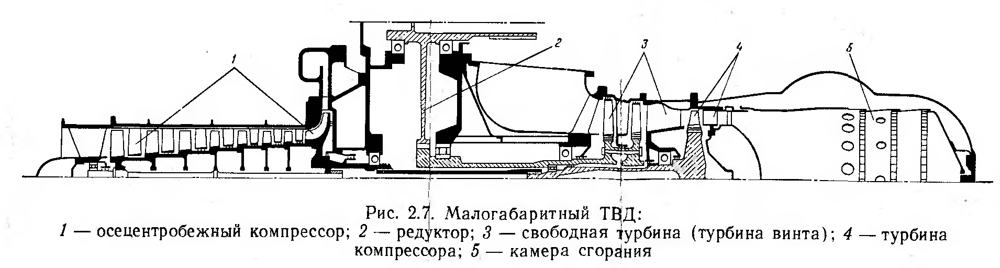 1 2 3 4 5
Рис. 2.7. Малогабаритный ТВД:
1 — осецентробежный компрессор; 2 — редуктор; 3 — свободная турбина (турбина винта); 4 — турбина
компрессора; 5 — камера сгорания